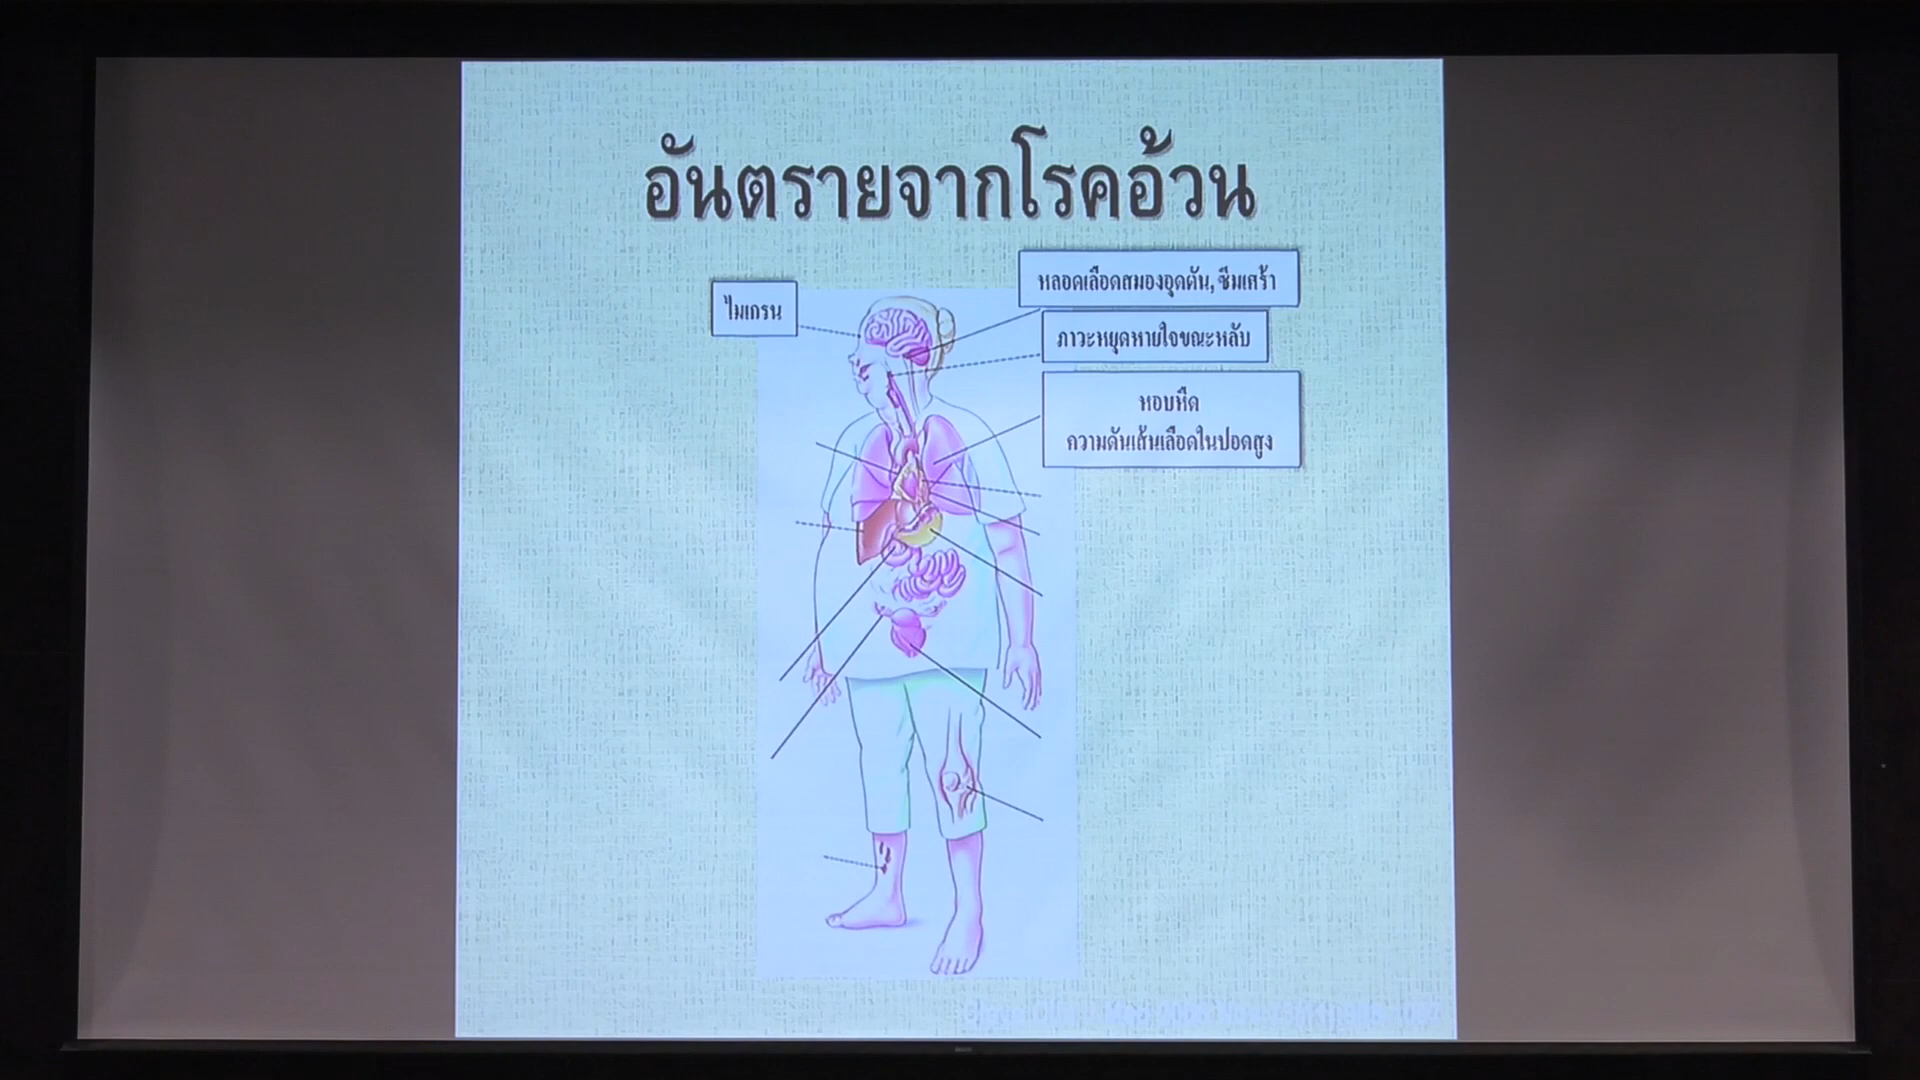 อันตรายจากโรคอ้วน
ไมเกรน
หลอดเลือดสมองอุดตัน, ซึมเศร้า
ภาวะหยุดหายใจขณะหลับ
หอบหืด
ความดันเส้นเลือดในปอดสูง